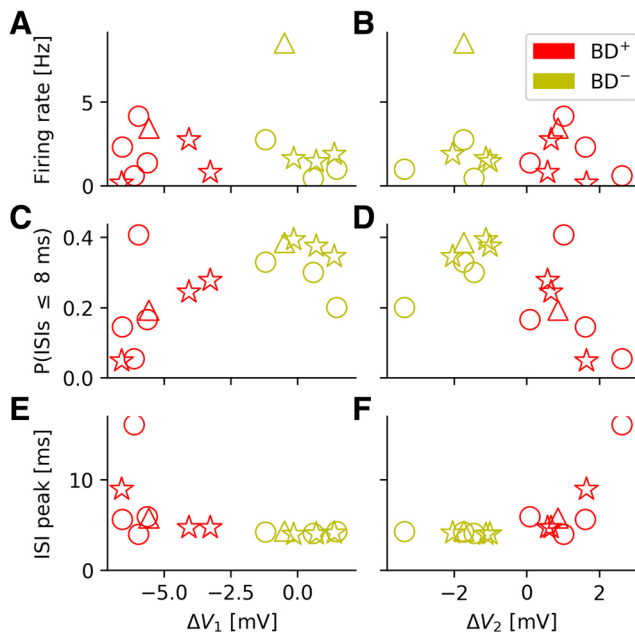 A
B
Firing rate [Hz]
5
0
BD⁺
BD⁻
C
D
P(ISIs ≤ 8 ms)
0.4
0.2
0.0
E
F
ISI peak [ms]
10
0
−5.0 −2.5 0.0
−2 0 2
ΔV₁ [mV]
ΔV₂ [mV]